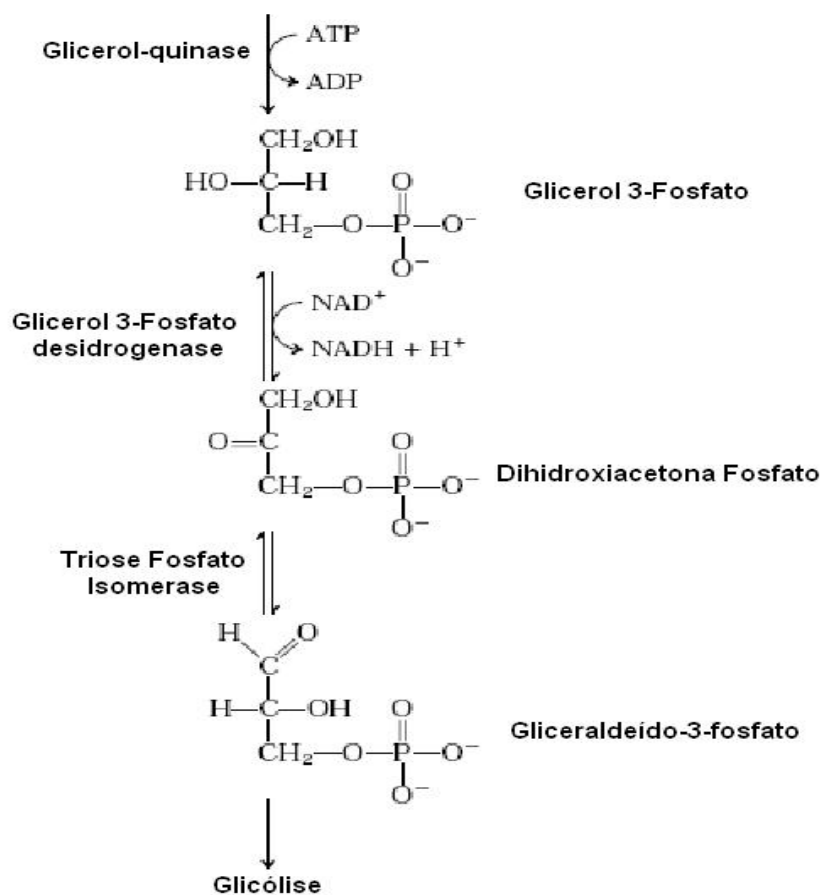 Glicerol-quinase
ATP
ADP
CH₂OH
HO—C—H
O
CH₂—O—P—O⁻
O⁻
Glicerol 3-Fosfato
Glicerol 3-Fosfato
desidrogenase
NAD⁺
NADH + H⁺
CH₂OH
O=C
O
CH₂—O—P—O⁻
O⁻
Dihidroxiacetona Fosfato
Triose Fosfato
Isomerase
H O
C
H—C—OH
O
CH₂—O—P—O⁻
O⁻
Gliceraldeído-3-fosfato
Glicólise